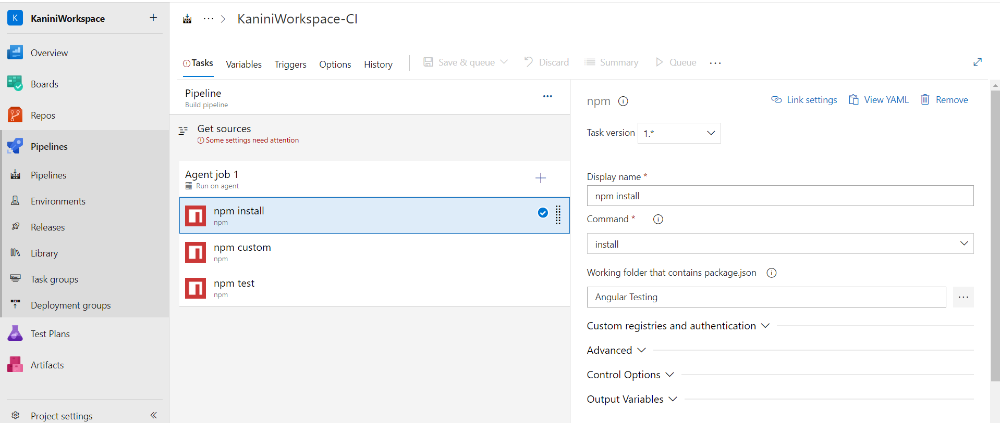 K KaniniWorkspace +
Overview
Boards
Repos
Pipelines
Pipelines
Environments
Releases
Library
Task groups
Deployment groups
Test Plans
Artifacts
Project settings
··· > KaniniWorkspace-CI
Tasks Variables Triggers Options History Save & queue Discard Summary Queue ···
Pipeline
Build pipeline
···
Get sources
Some settings need attention
Agent job 1
Run on agent
npm install
npm
npm custom
npm
npm test
npm
npm Link settings View YAML Remove
Task version 1.*
Display name *
npm install
Command *
install
Working folder that contains package.json
Angular Testing ···
Custom registries and authentication
Advanced
Control Options
Output Variables